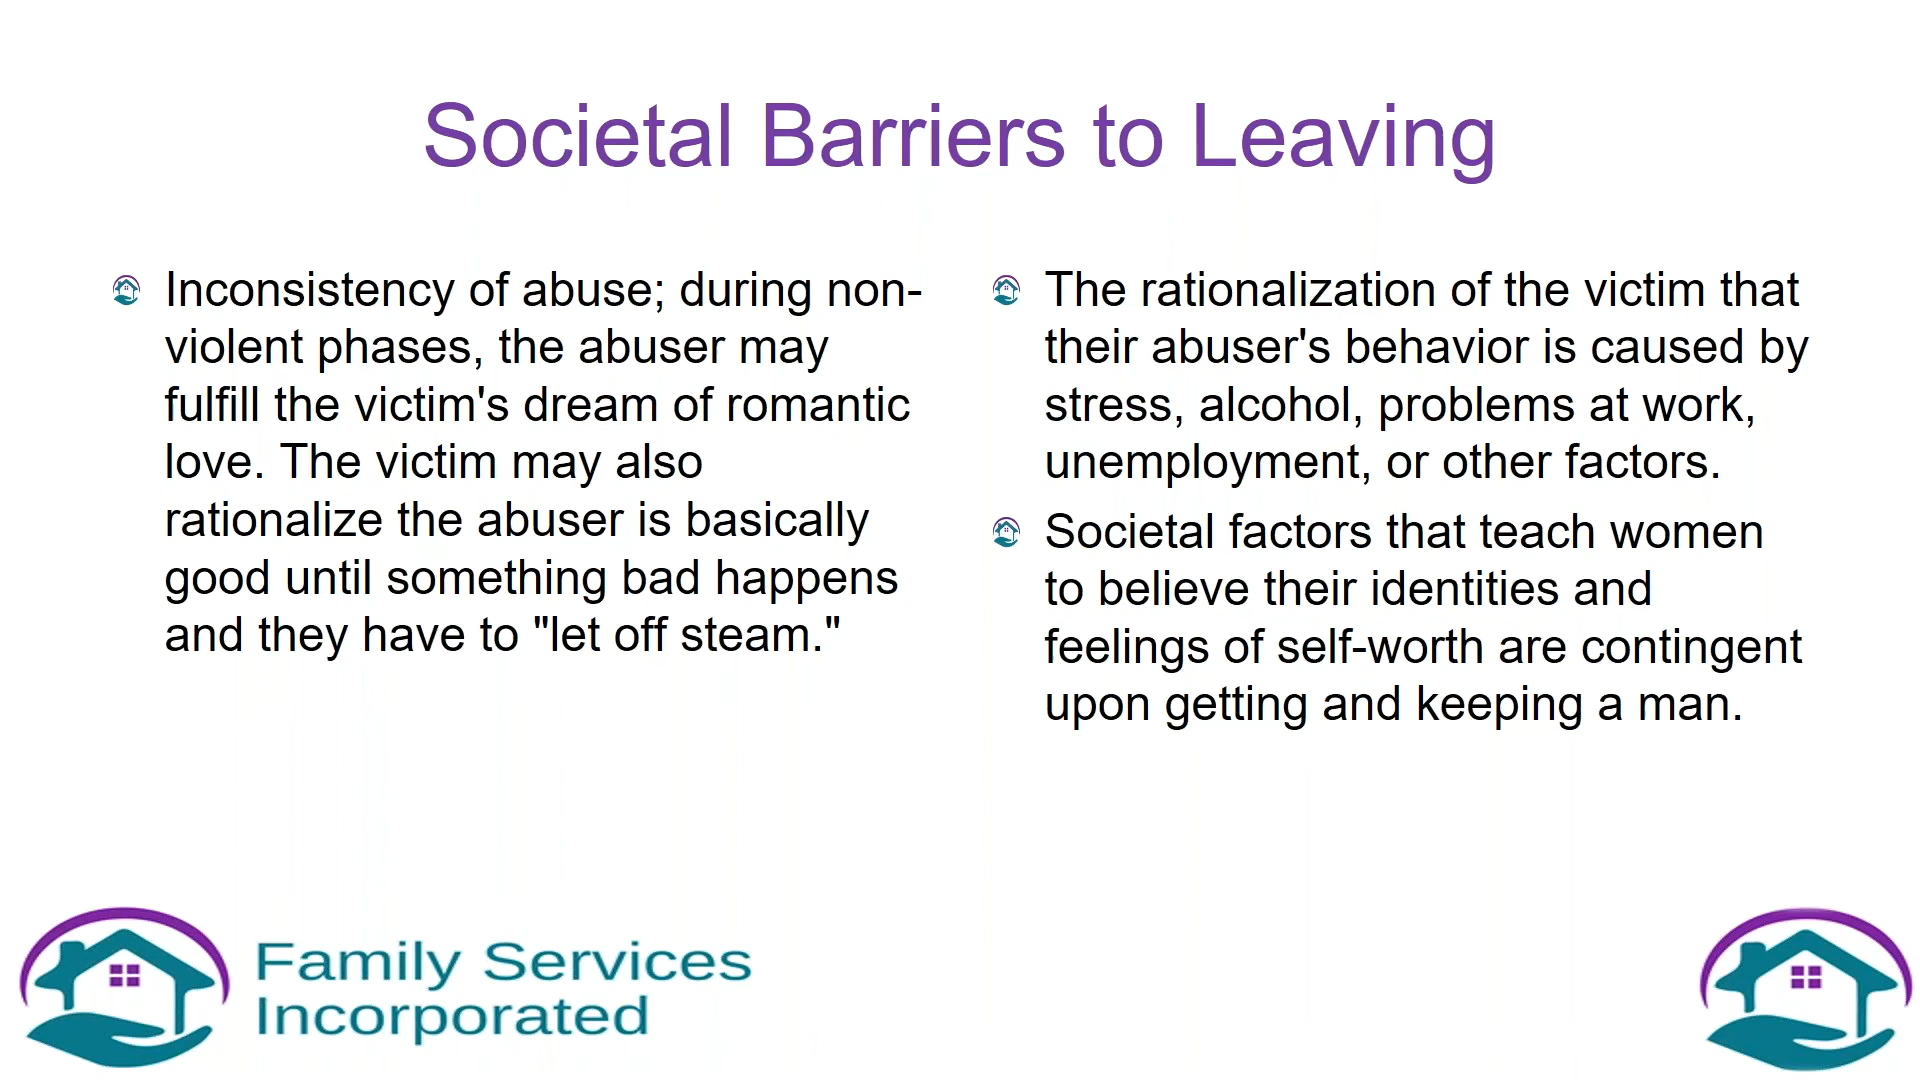 Societal Barriers to Leaving
Inconsistency of abuse; during non-
violent phases, the abuser may
fulfill the victim's dream of romantic
love. The victim may also
rationalize the abuser is basically
good until something bad happens
and they have to "let off steam."
The rationalization of the victim that
their abuser's behavior is caused by
stress, alcohol, problems at work,
unemployment, or other factors.
Societal factors that teach women
to believe their identities and
feelings of self-worth are contingent
upon getting and keeping a man.
Family Services
Incorporated